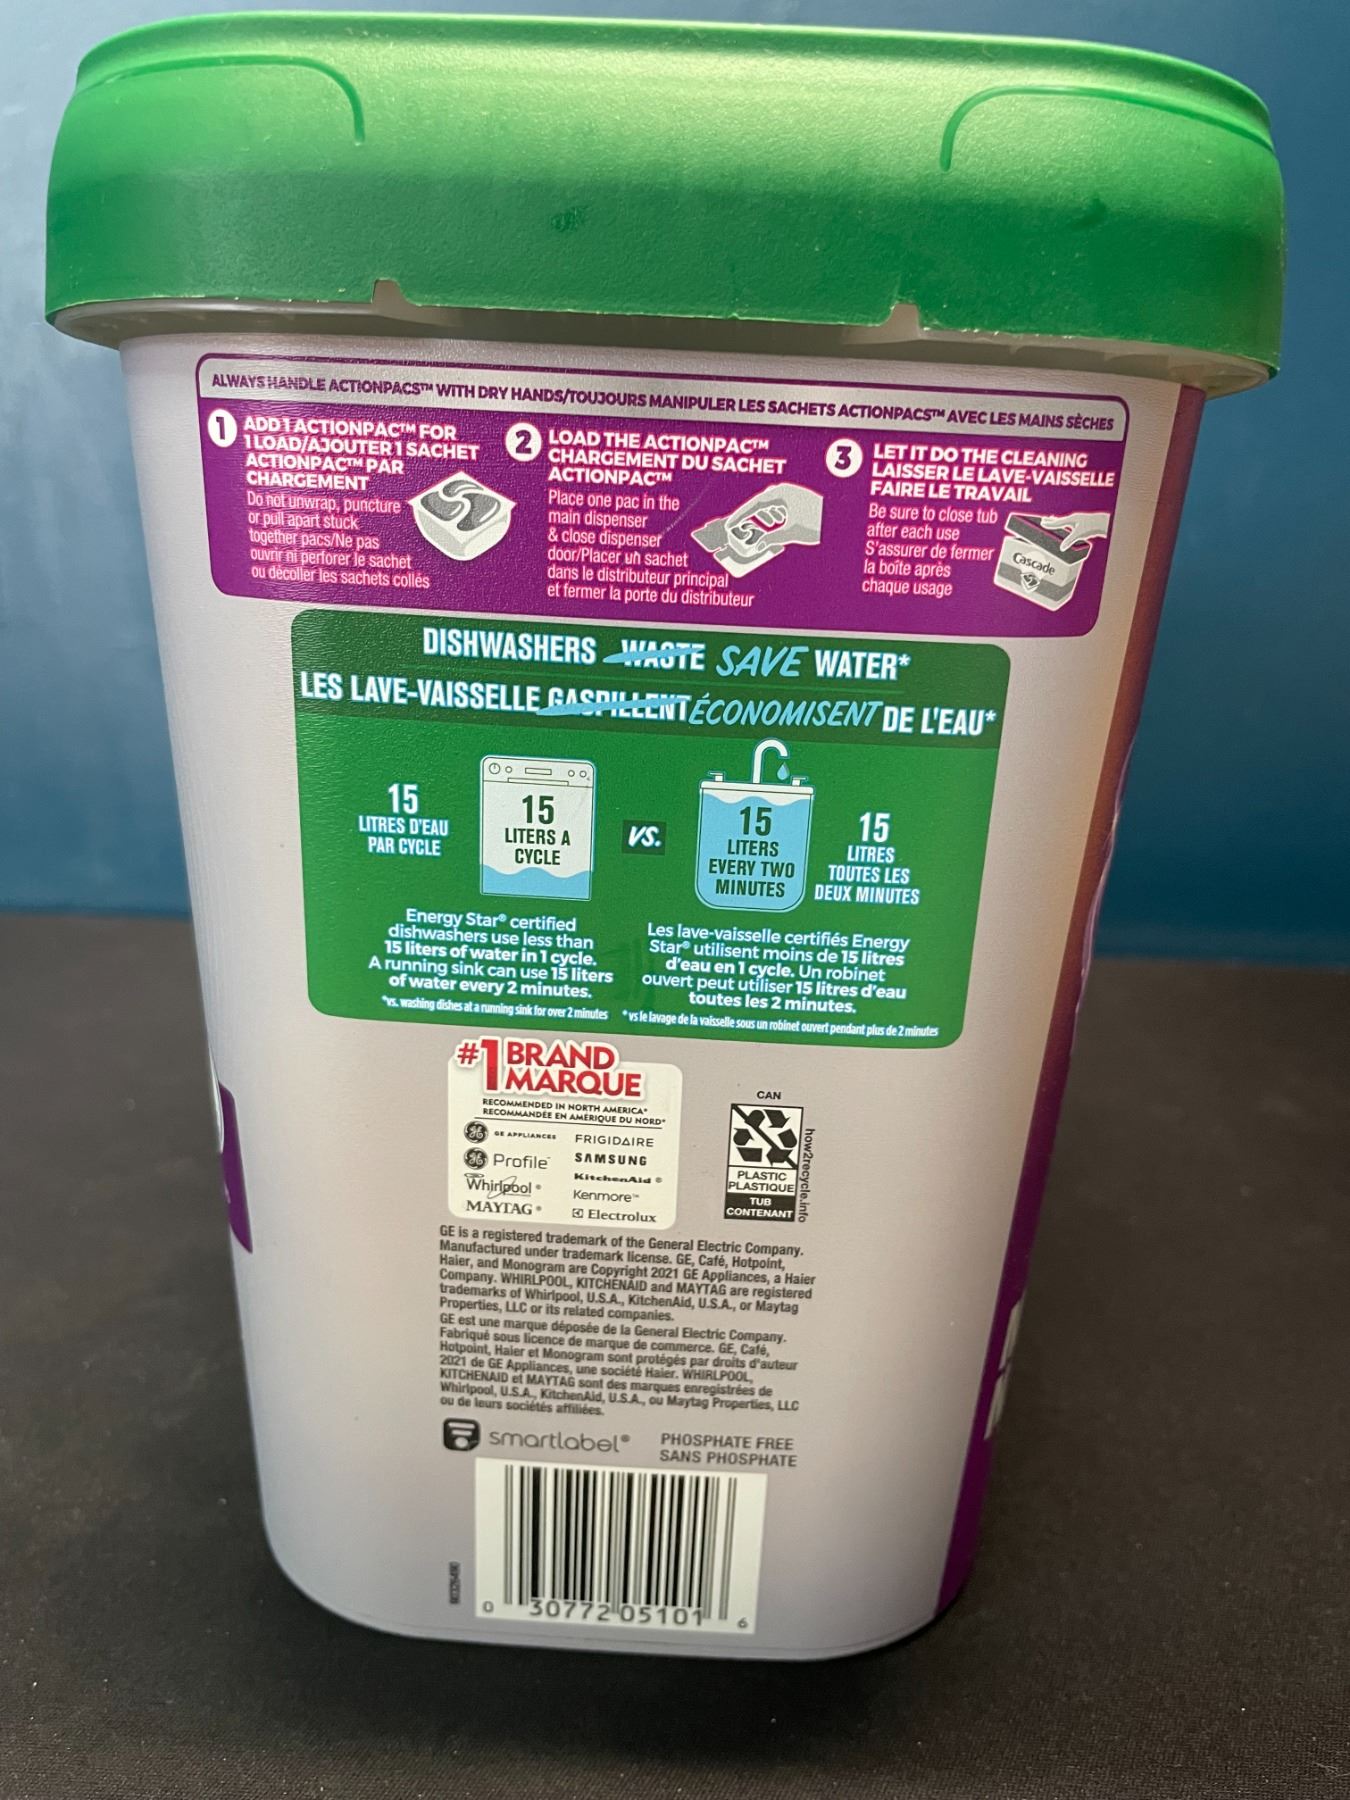 ALWAYS HANDLE ACTIONPACS™ WITH DRY HANDS/TOUJOURS MANIPULER LES SACHETS ACTIONPACS™ AVEC LES MAINS SÈCHES
1
ADD 1 ACTIONPAC™ FOR
1 LOAD/AJOUTER 1 SACHET
ACTIONPAC™ PAR
CHARGEMENT
Do not unwrap, puncture
or pull apart stuck
together pacs/Ne pas
ouvrir ni perforer le sachet
ou décoller les sachets collés
2
LOAD THE ACTIONPAC™
CHARGEMENT DU SACHET
ACTIONPAC™
Place one pac in the
main dispenser
& close dispenser
door/Placer un sachet
dans le distributeur principal
et fermer la porte du distributeur
3
LET IT DO THE CLEANING
LAISSER LE LAVE-VAISSELLE
FAIRE LE TRAVAIL
Be sure to close tub
after each use
S'assurer de fermer
la boîte après
chaque usage
Cascade
DISHWASHERS WASTE SAVE WATER*
LES LAVE-VAISSELLE GASPILLENT ÉCONOMISENT DE L'EAU*
15
LITRES D'EAU
PAR CYCLE
15
LITERS A
CYCLE
VS.
15
LITERS
EVERY TWO
MINUTES
15
LITRES
TOUTES LES
DEUX MINUTES
Energy Star® certified
dishwashers use less than
15 liters of water in 1 cycle.
A running sink can use 15 liters
of water every 2 minutes.
*vs. washing dishes at a running sink for over 2 minutes
Les lave-vaisselle certifiés Energy
Star® utilisent moins de 15 litres
d'eau en 1 cycle. Un robinet
ouvert peut utiliser 15 litres d'eau
toutes les 2 minutes.
*vs le lavage de la vaisselle sous un robinet ouvert pendant plus de 2 minutes
#1 BRAND
MARQUE
RECOMMENDED IN NORTH AMERICA*
RECOMMANDÉE EN AMÉRIQUE DU NORD*
GE APPLIANCES
FRIGIDAIRE
Profile™
SAMSUNG
Whirlpool®
KitchenAid®
MAYTAG®
Kenmore™
Electrolux
CAN
PLASTIC
PLASTIQUE
TUB
CONTENANT
how2recycle.info
GE is a registered trademark of the General Electric Company.
Manufactured under trademark license. GE, Café, Hotpoint,
Haier, and Monogram are Copyright 2021 GE Appliances, a Haier
Company. WHIRLPOOL, KITCHENAID and MAYTAG are registered
trademarks of Whirlpool, U.S.A., KitchenAid, U.S.A., or Maytag
Properties, LLC or its related companies.
GE est une marque déposée de la General Electric Company.
Fabriqué sous licence de marque de commerce. GE, Café,
Hotpoint, Haier et Monogram sont protégés par droits d'auteur
2021 de GE Appliances, une société Haier. WHIRLPOOL,
KITCHENAID et MAYTAG sont des marques enregistrées de
Whirlpool, U.S.A., KitchenAid, U.S.A., ou Maytag Properties, LLC
ou de leurs sociétés affiliées.
smartlabel®
PHOSPHATE FREE
SANS PHOSPHATE
0 30772 05101 6